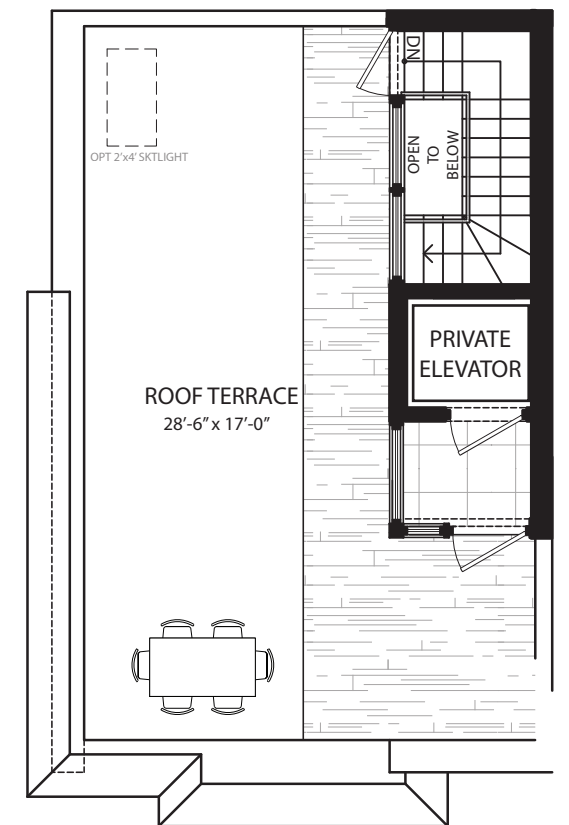 DN
OPEN
TO
BELOW
OPT 2'x4' SKTLIGHT
PRIVATE
ELEVATOR
ROOF TERRACE
28'-6" x 17'-0"